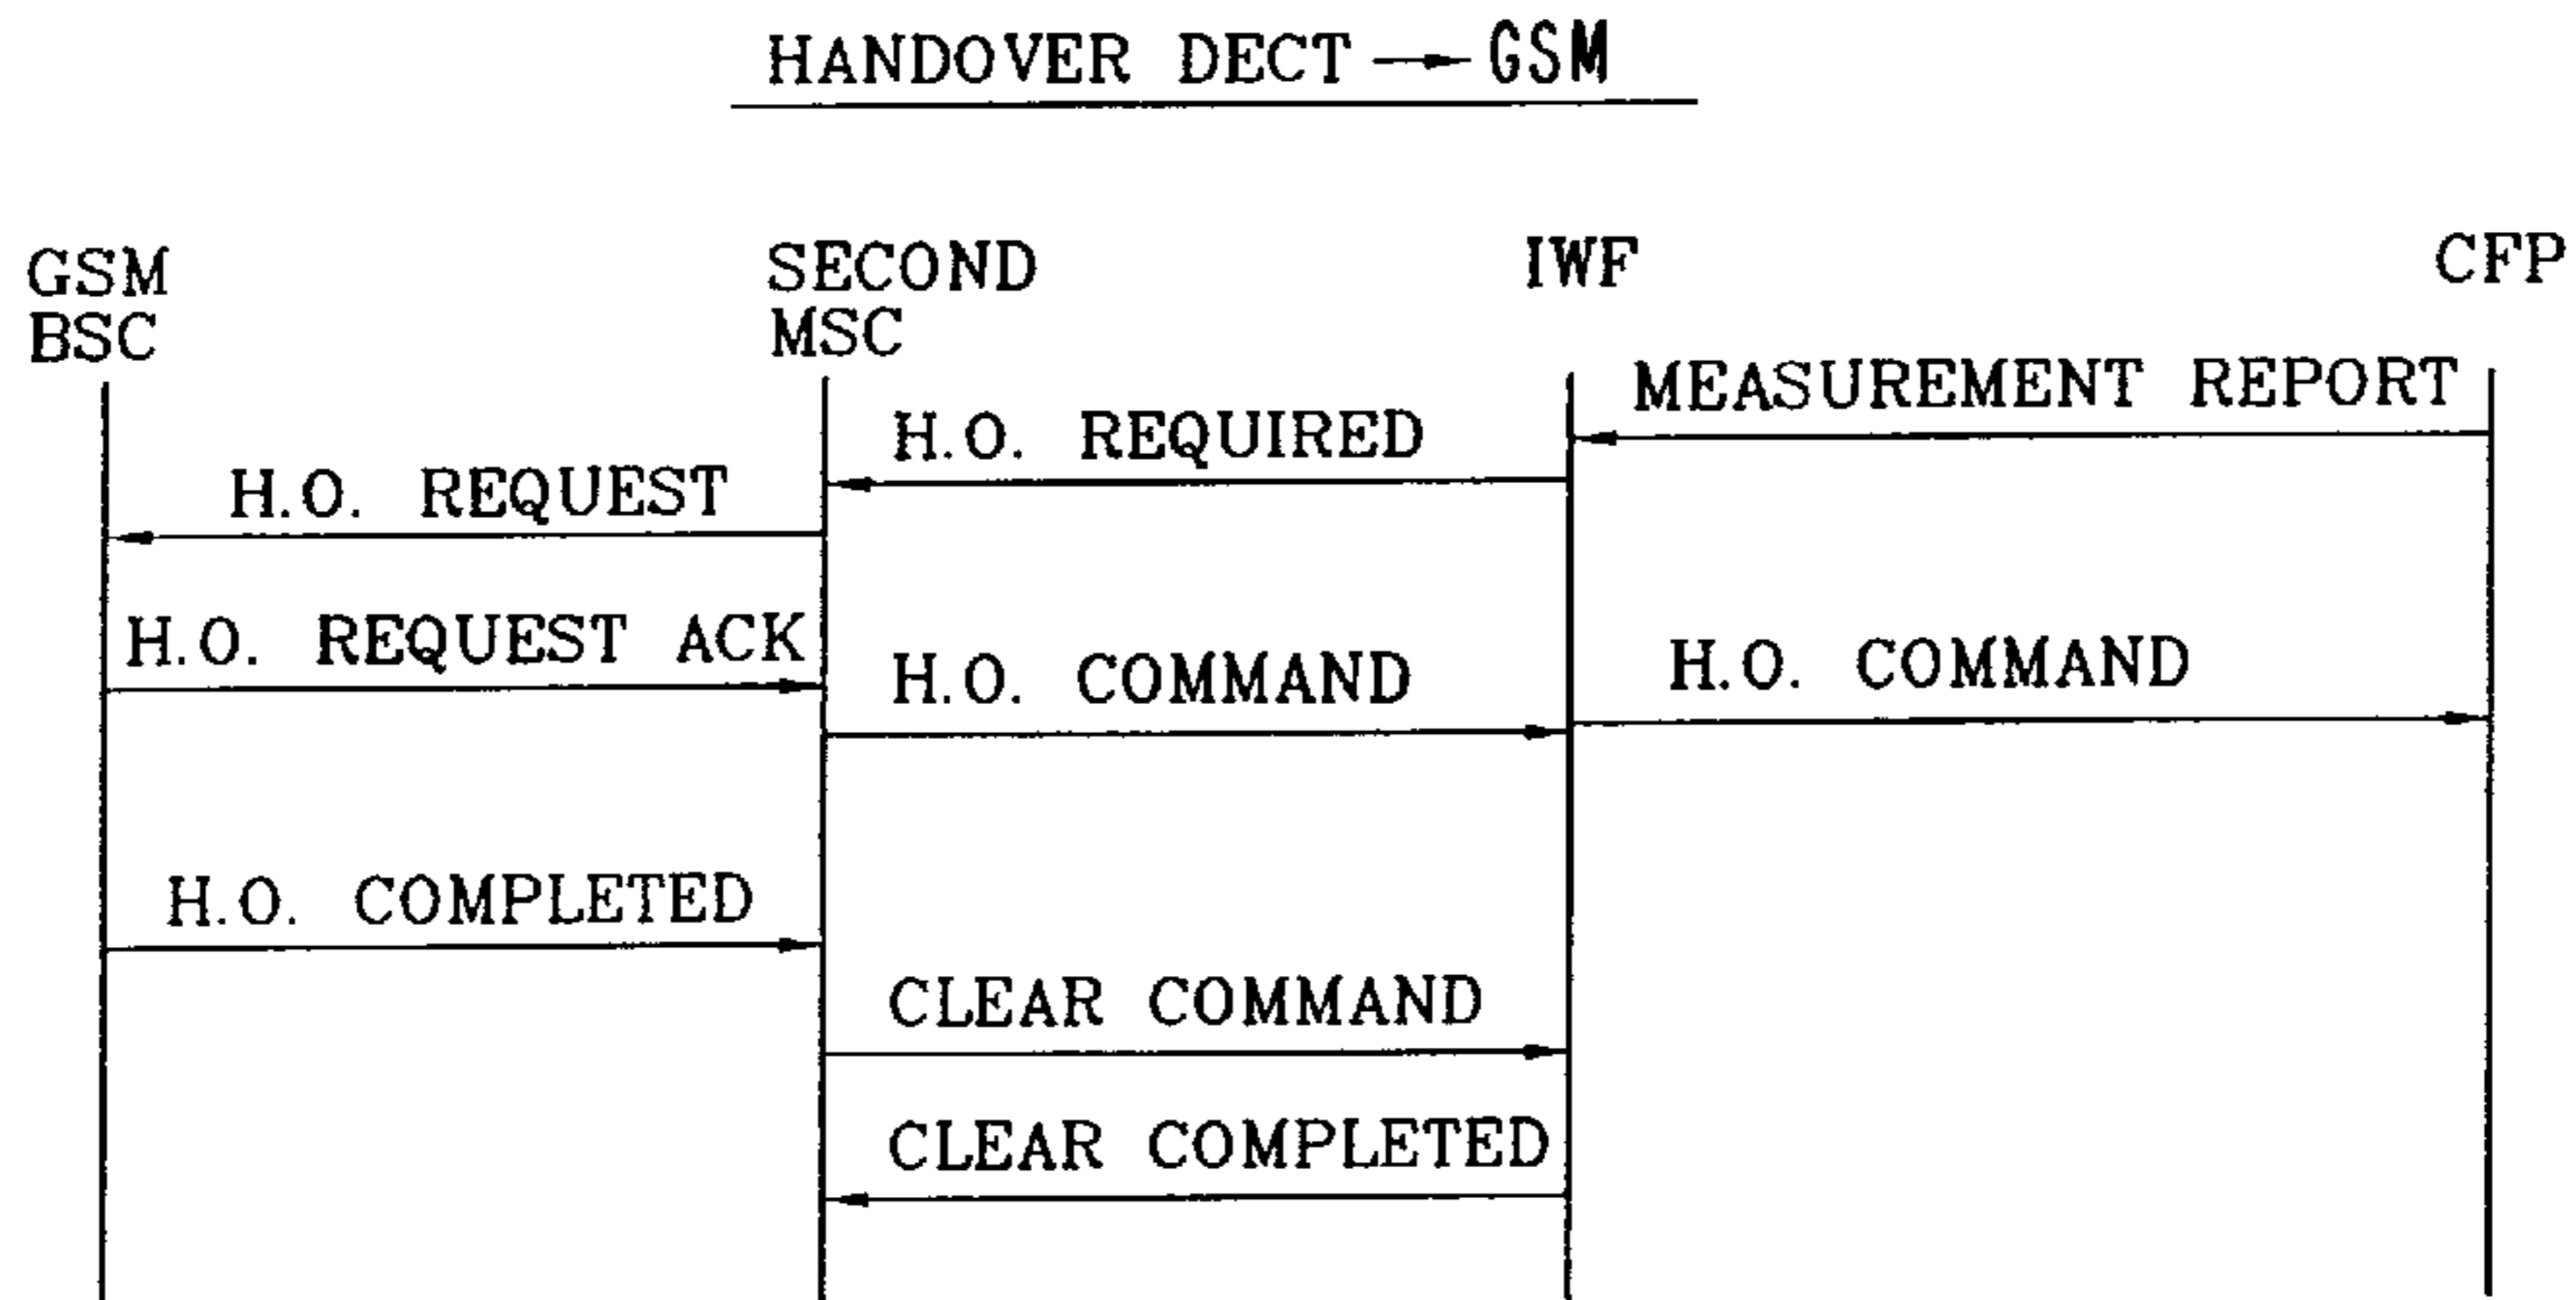 HANDOVER DECT → GSM
GSM
BSC
SECOND
MSC
IWF
CFP
MEASUREMENT REPORT
H.O. REQUIRED
H.O. REQUEST
H.O. REQUEST ACK
H.O. COMMAND
H.O. COMMAND
H.O. COMPLETED
CLEAR COMMAND
CLEAR COMPLETED